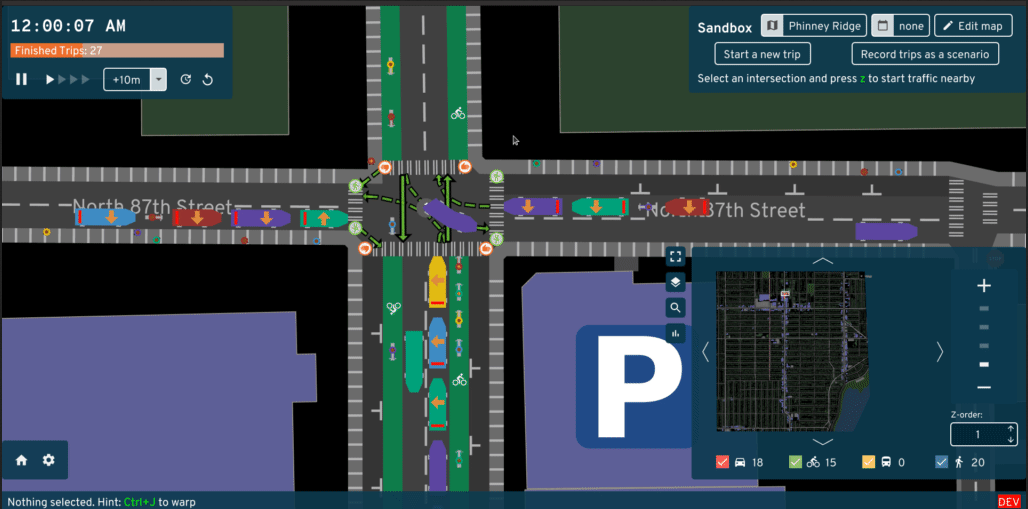 12:00:07 AM
Finished Trips: 27
+10m
Sandbox
Phinney Ridge
none
Edit map
Start a new trip
Record trips as a scenario
Select an intersection and press z to start traffic nearby
North 87th Street
North 87th Street
P
Z-order:
1
18
15
0
20
Nothing selected. Hint: Ctrl+J to warp
DEV